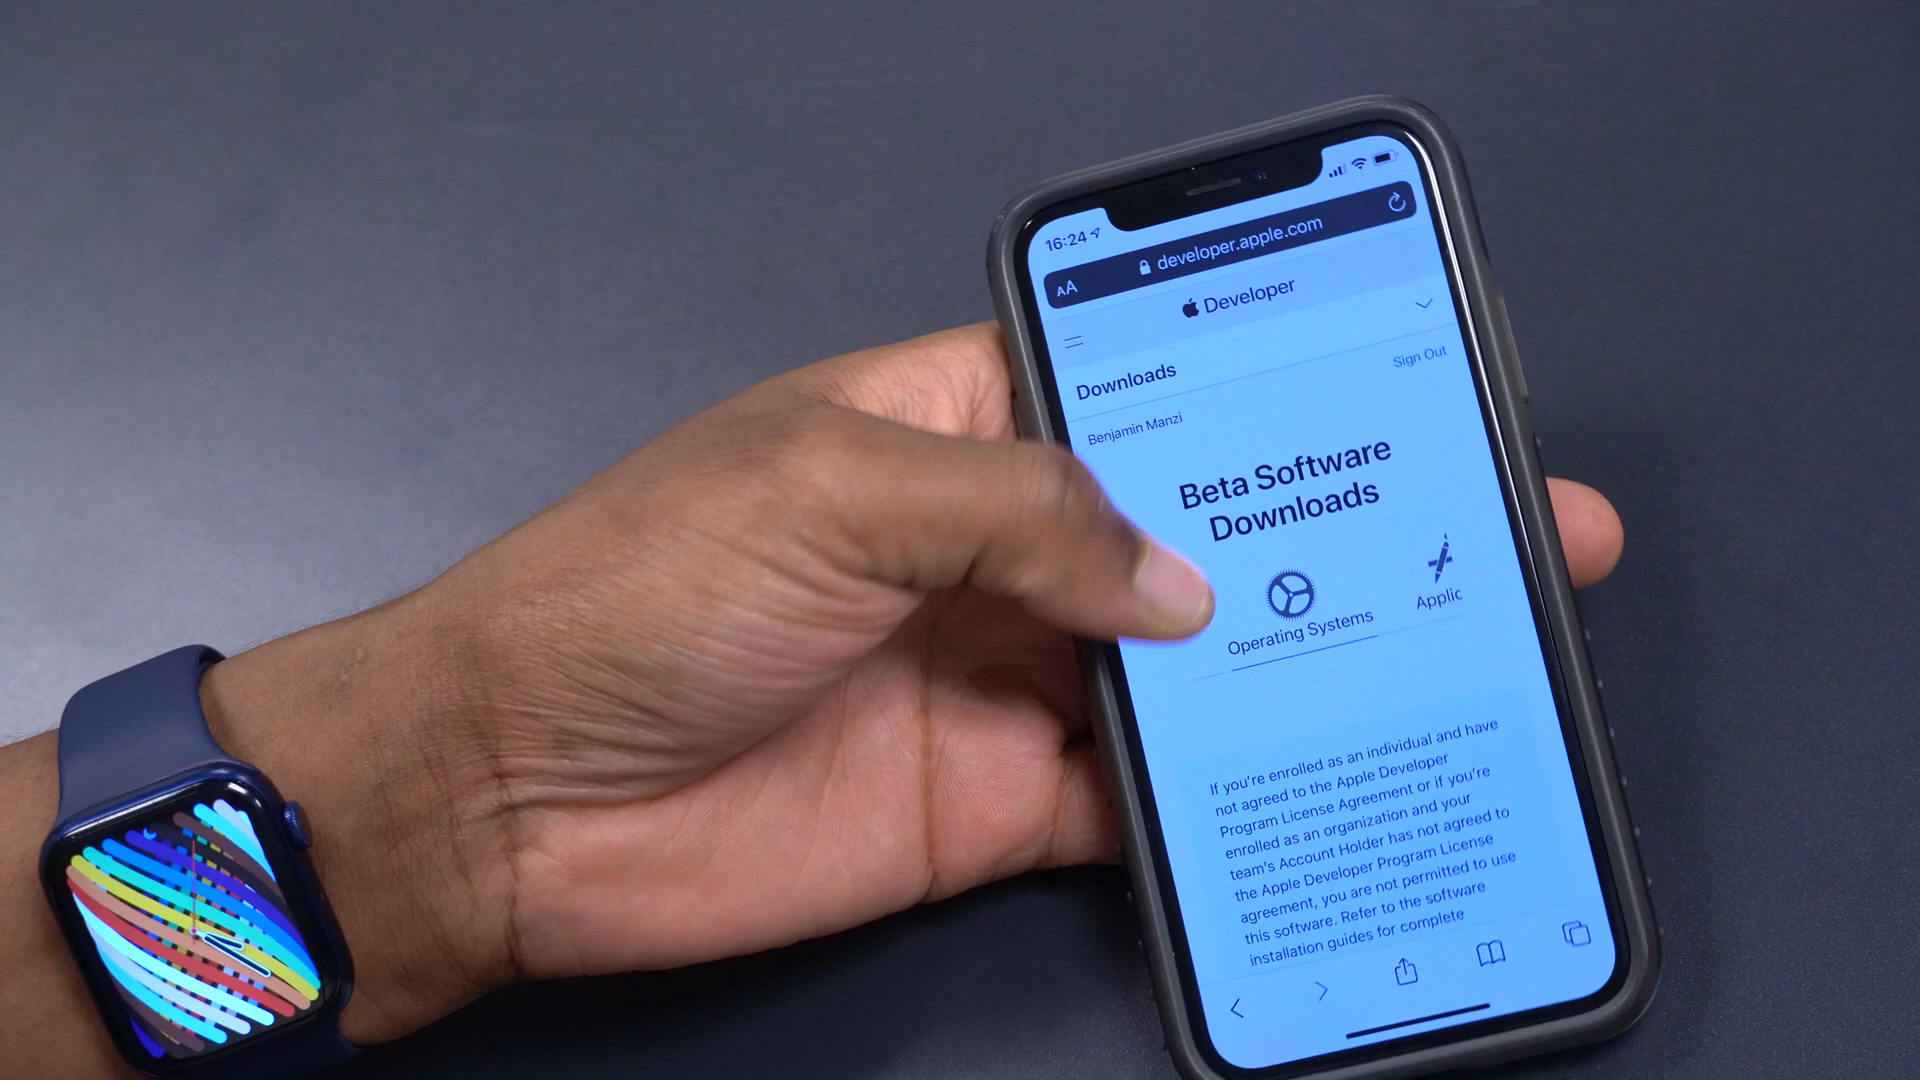 16:24
AA developer.apple.com
Developer
Downloads
Sign Out
Benjamin Manzi
Beta Software
Downloads
Operating Systems
Applic
If you're enrolled as an individual and have
not agreed to the Apple Developer
Program License Agreement or if you're
enrolled as an organization and your
team's Account Holder has not agreed to
the Apple Developer Program License
agreement, you are not permitted to use
this software. Refer to the software
installation guides for complete